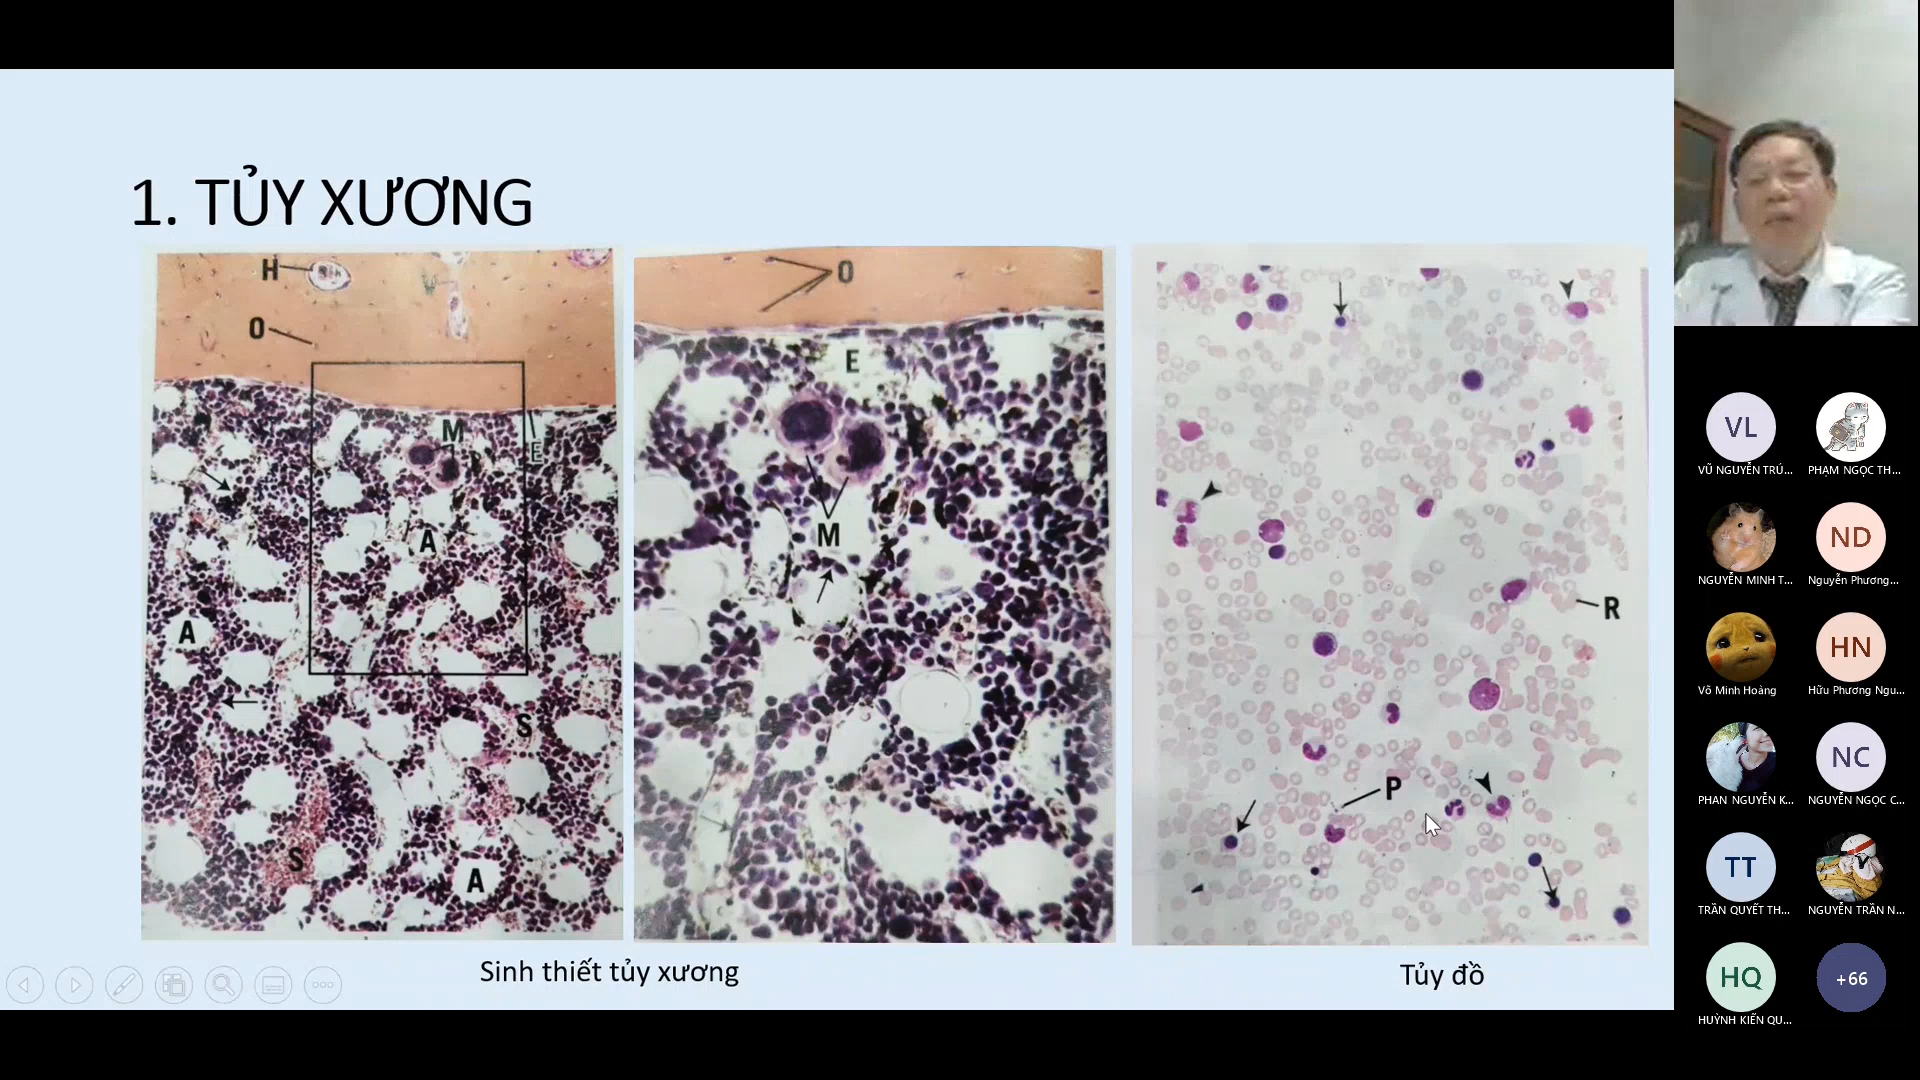 1. TỦY XƯƠNG
H
V
O
M
E
A
A
S
S
A
O
E
M
R
P
Sinh thiết tủy xương
Tủy đồ
VL
VŨ NGUYỄN TRÚ...
PHẠM NGỌC TH...
NGUYỄN MINH T...
ND
Nguyễn Phương...
Võ Minh Hoàng
HN
Hữu Phương Ngu...
PHAN NGUYỄN K...
NC
NGUYỄN NGỌC C...
TT
TRẦN QUYẾT TH...
NGUYỄN TRẦN N...
HQ
HUỲNH KIẾN QU...
+66